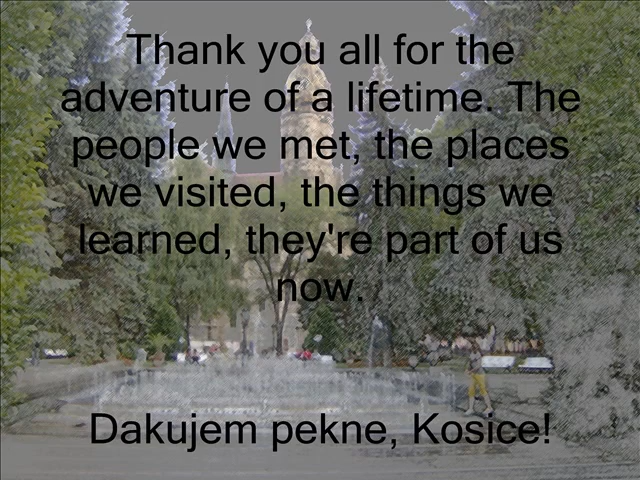 Thank you all for the
adventure of a lifetime. The
people we met, the places
we visited, the things we
learned, they're part of us
now.
Dakujem pekne, Kosice!